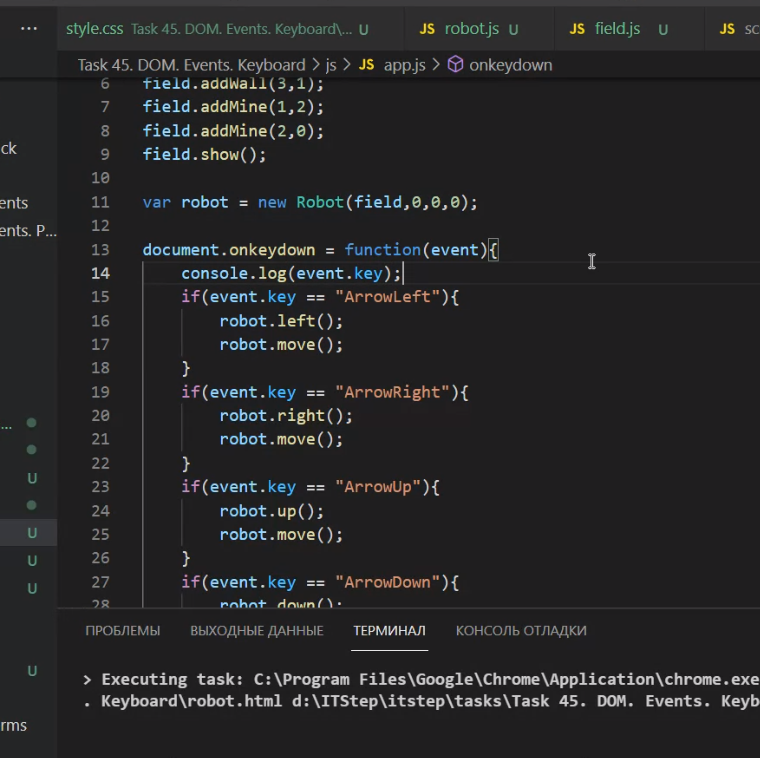 ... style.css Task 45. DOM. Events. Keyboard\... U JS robot.js U JS field.js U JS sc
Task 45. DOM. Events. Keyboard > js > JS app.js > onkeydown
6 field.addWall(3,1);
7 field.addMine(1,2);
8 field.addMine(2,0);
ck
9 field.show();
10
ents
11 var robot = new Robot(field,0,0,0);
ents. P...
12
13 document.onkeydown = function(event){
14 console.log(event.key);
15 if(event.key == "ArrowLeft"){
16 robot.left();
17 robot.move();
18 }
19 if(event.key == "ArrowRight"){
20 robot.right();
...
21 robot.move();
22 }
U
23 if(event.key == "ArrowUp"){
24 robot.up();
U
25 robot.move();
U
26 }
U
27 if(event.key == "ArrowDown"){
28 robot.down();
ПРОБЛЕМЫ ВЫХОДНЫЕ ДАННЫЕ ТЕРМИНАЛ КОНСОЛЬ ОТЛАДКИ
U
> Executing task: C:\Program Files\Google\Chrome\Application\chrome.exe
. Keyboard\robot.html d:\ITStep\itstep\tasks\Task 45. DOM. Events. Keyb
rms